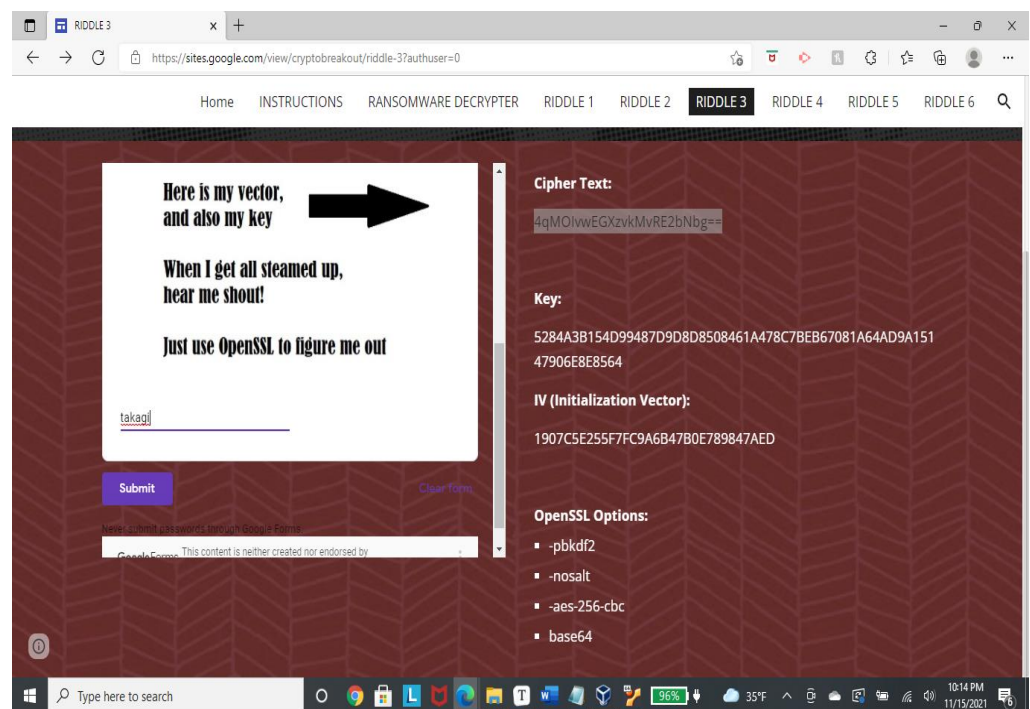 RIDDLE 3
https://sites.google.com/view/cryptobreakout/riddle-3?authuser=0
Home INSTRUCTIONS RANSOMWARE DECRYPTER RIDDLE 1 RIDDLE 2 RIDDLE 3 RIDDLE 4 RIDDLE 5 RIDDLE 6
Here is my vector,
and also my key
When I get all steamed up,
hear me shout!
Just use OpenSSL to figure me out
takagi
Submit
Clear form
Never submit passwords through Google Forms.
This content is neither created nor endorsed by
Cipher Text:
4qMOIvwEGXzvkMvRE2bNbg==
Key:
5284A3B154D99487D9D8D8508461A478C7BEB67081A64AD9A151
47906E8E8564
IV (Initialization Vector):
1907C5E255F7FC9A6B47B0E789847AED
OpenSSL Options:
-pbkdf2
-nosalt
-aes-256-cbc
base64
Type here to search
96%
35°F
10:14 PM
11/15/2021